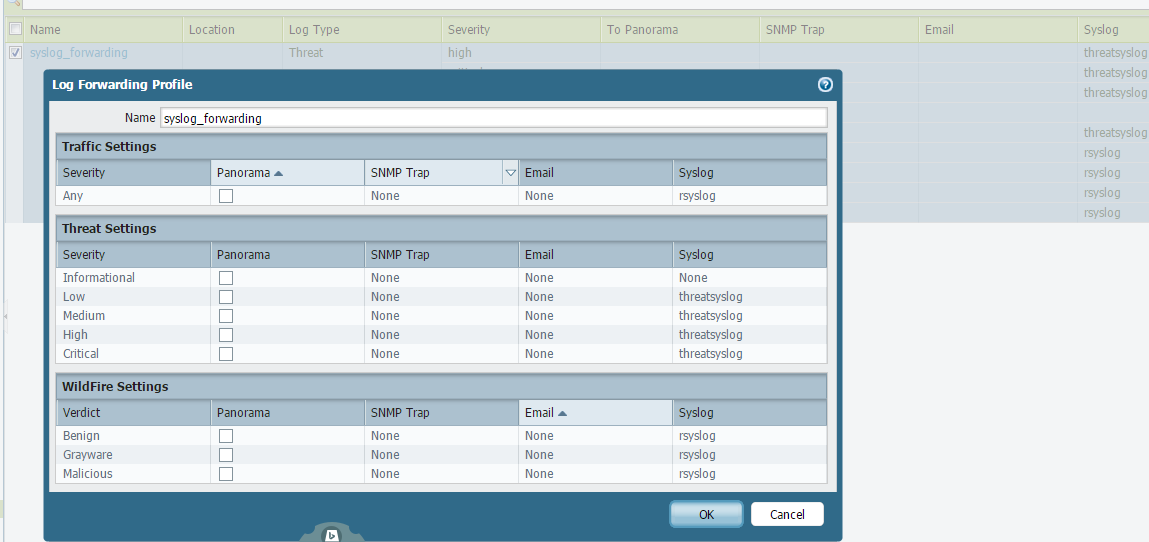 Name Location Log Type Severity To Panorama SNMP Trap Email Syslog
syslog_forwarding Threat high threatsyslog
threatsyslog
Log Forwarding Profile ?
threatsyslog
Name syslog_forwarding
Traffic Settings
threatsyslog
Severity Panorama SNMP Trap Email Syslog
rsyslog
rsyslog
Any None None rsyslog
rsyslog
rsyslog
Threat Settings
Severity Panorama SNMP Trap Email Syslog
Informational None None None
Low None None threatsyslog
Medium None None threatsyslog
High None None threatsyslog
Critical None None threatsyslog
WildFire Settings
Verdict Panorama SNMP Trap Email Syslog
Benign None None rsyslog
Grayware None None rsyslog
Malicious None None rsyslog
OK Cancel